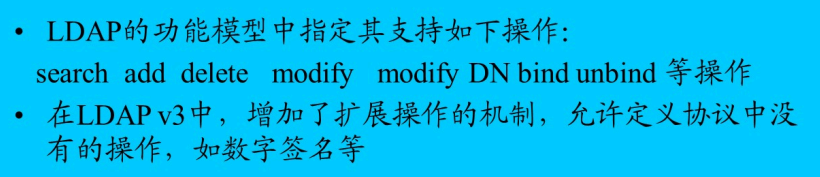 • LDAP的功能模型中指定其支持如下操作：
search add delete modify modify DN bind unbind 等操作
• 在LDAP v3中，增加了扩展操作的机制，允许定义协议中没
有的操作，如数字签名等